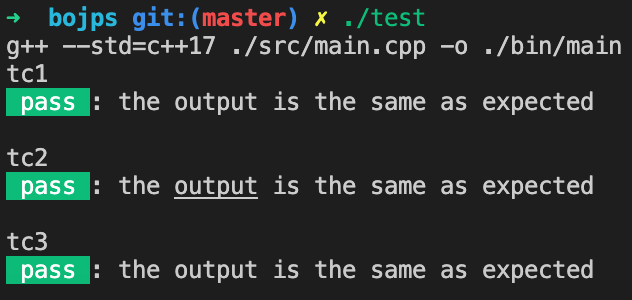 ➜  bojps git:(master) ✗ ./test
g++ --std=c++17 ./src/main.cpp -o ./bin/main
tc1
 pass : the output is the same as expected
tc2
 pass : the output is the same as expected
tc3
 pass : the output is the same as expected